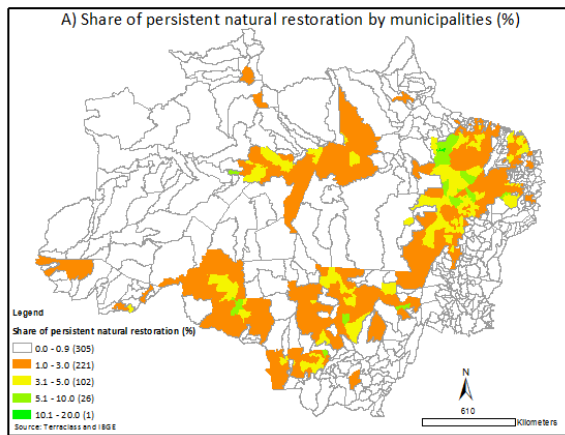 A) Share of persistent natural restoration by municipalities (%)
Legend
Share of persistent natural restoration (%)
0.0 - 0.9 (305)
1.0 - 3.0 (221)
3.1 - 5.0 (102)
5.1 - 10.0 (26)
10.1 - 20.0 (1)
Source: Terraclass and IBGE
N
610
Kilometers